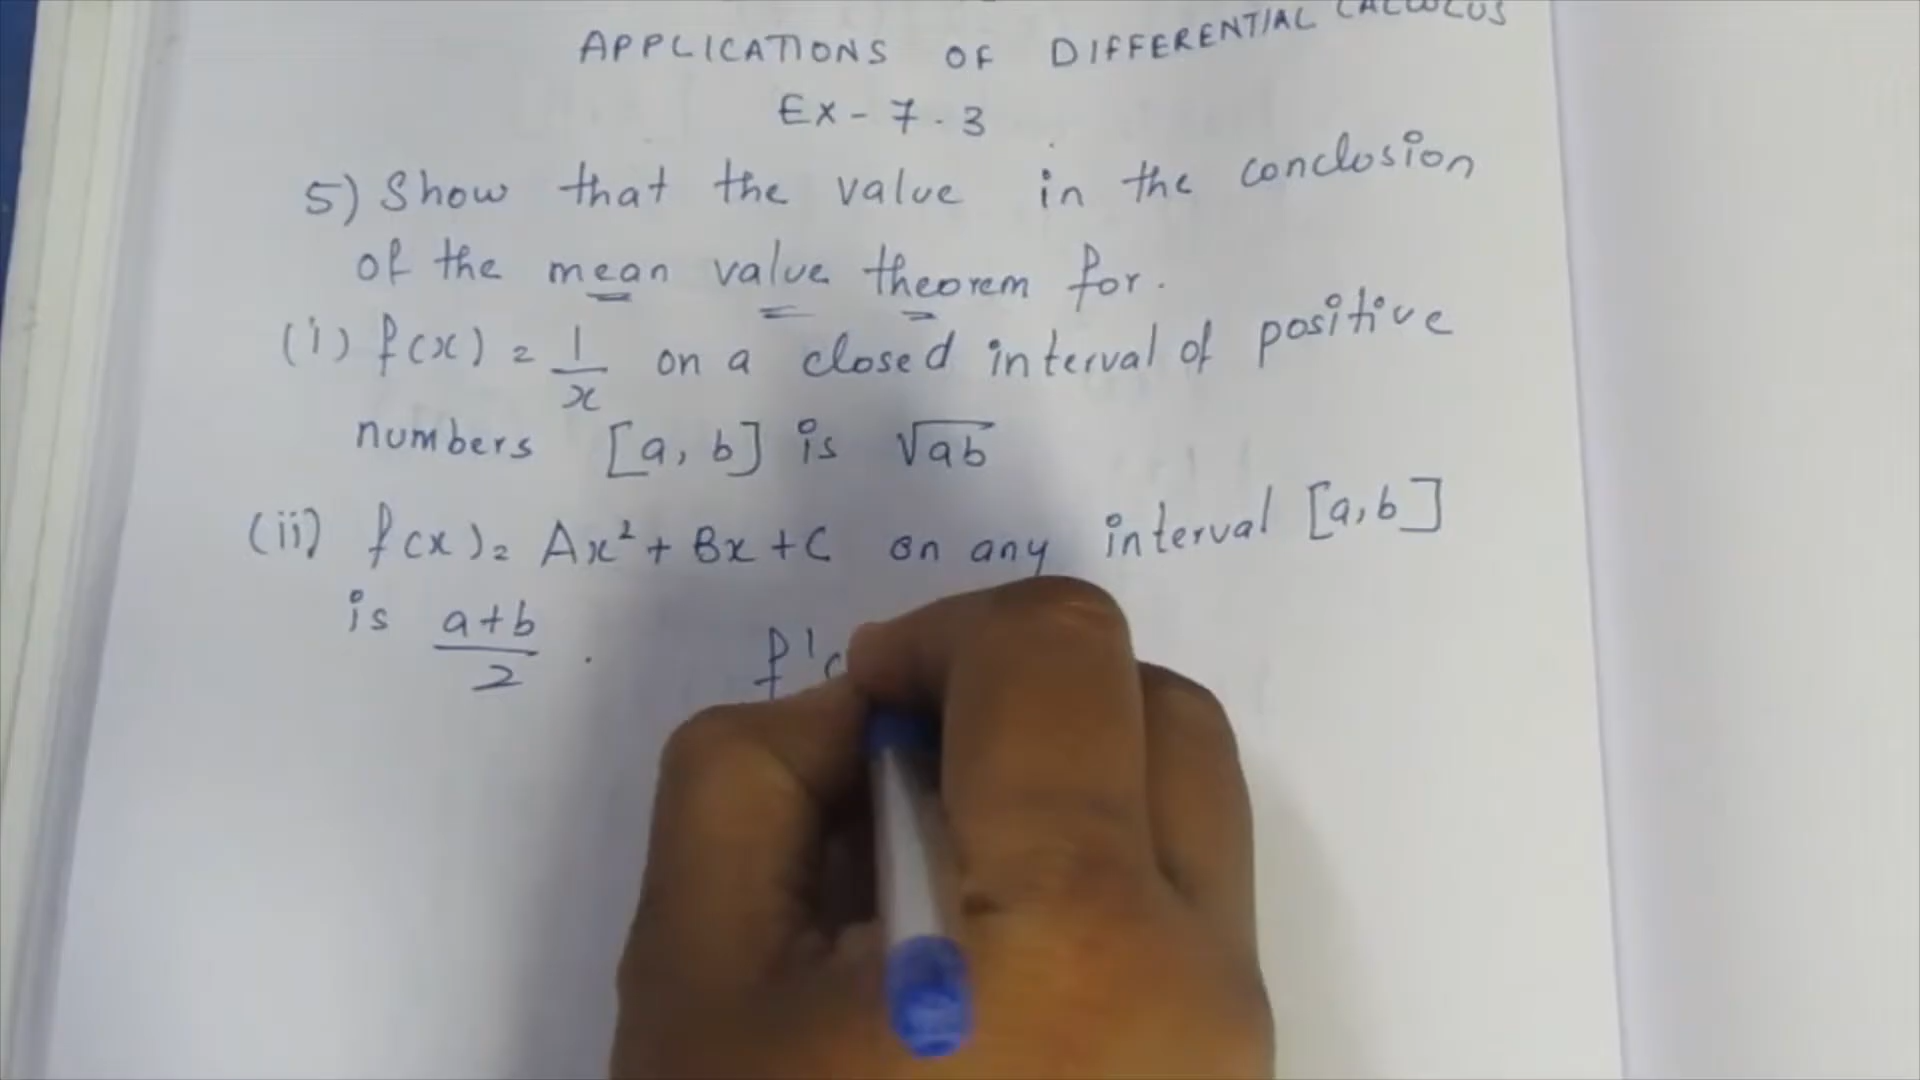 APPLICATIONS OF DIFFERENTIAL CALCULUS
EX - 7.3
5) Show that the value in the conclusion
of the mean value theorem for.
(i) f(x) = 1/x on a closed interval of positive
numbers [a, b] is √ab
(ii) f(x) = Ax² + Bx + C on any interval [a, b]
is a+b/2 .
f'(